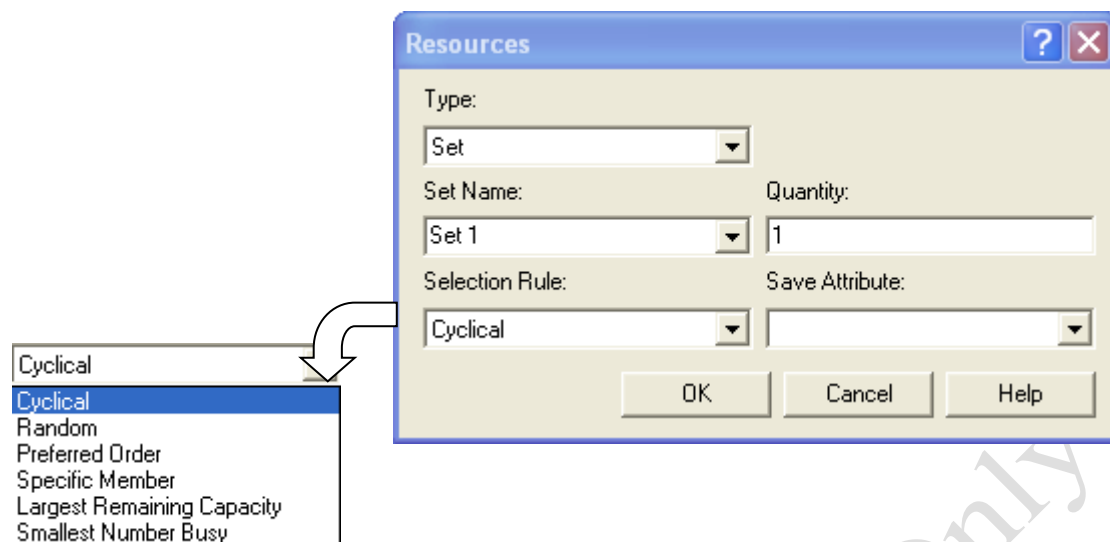 Resources
Type:
Set
Set Name: Quantity:
Set 1 1
Selection Rule: Save Attribute:
Cyclical
OK Cancel Help
Cyclical
Cyclical
Random
Preferred Order
Specific Member
Largest Remaining Capacity
Smallest Number Busy
only